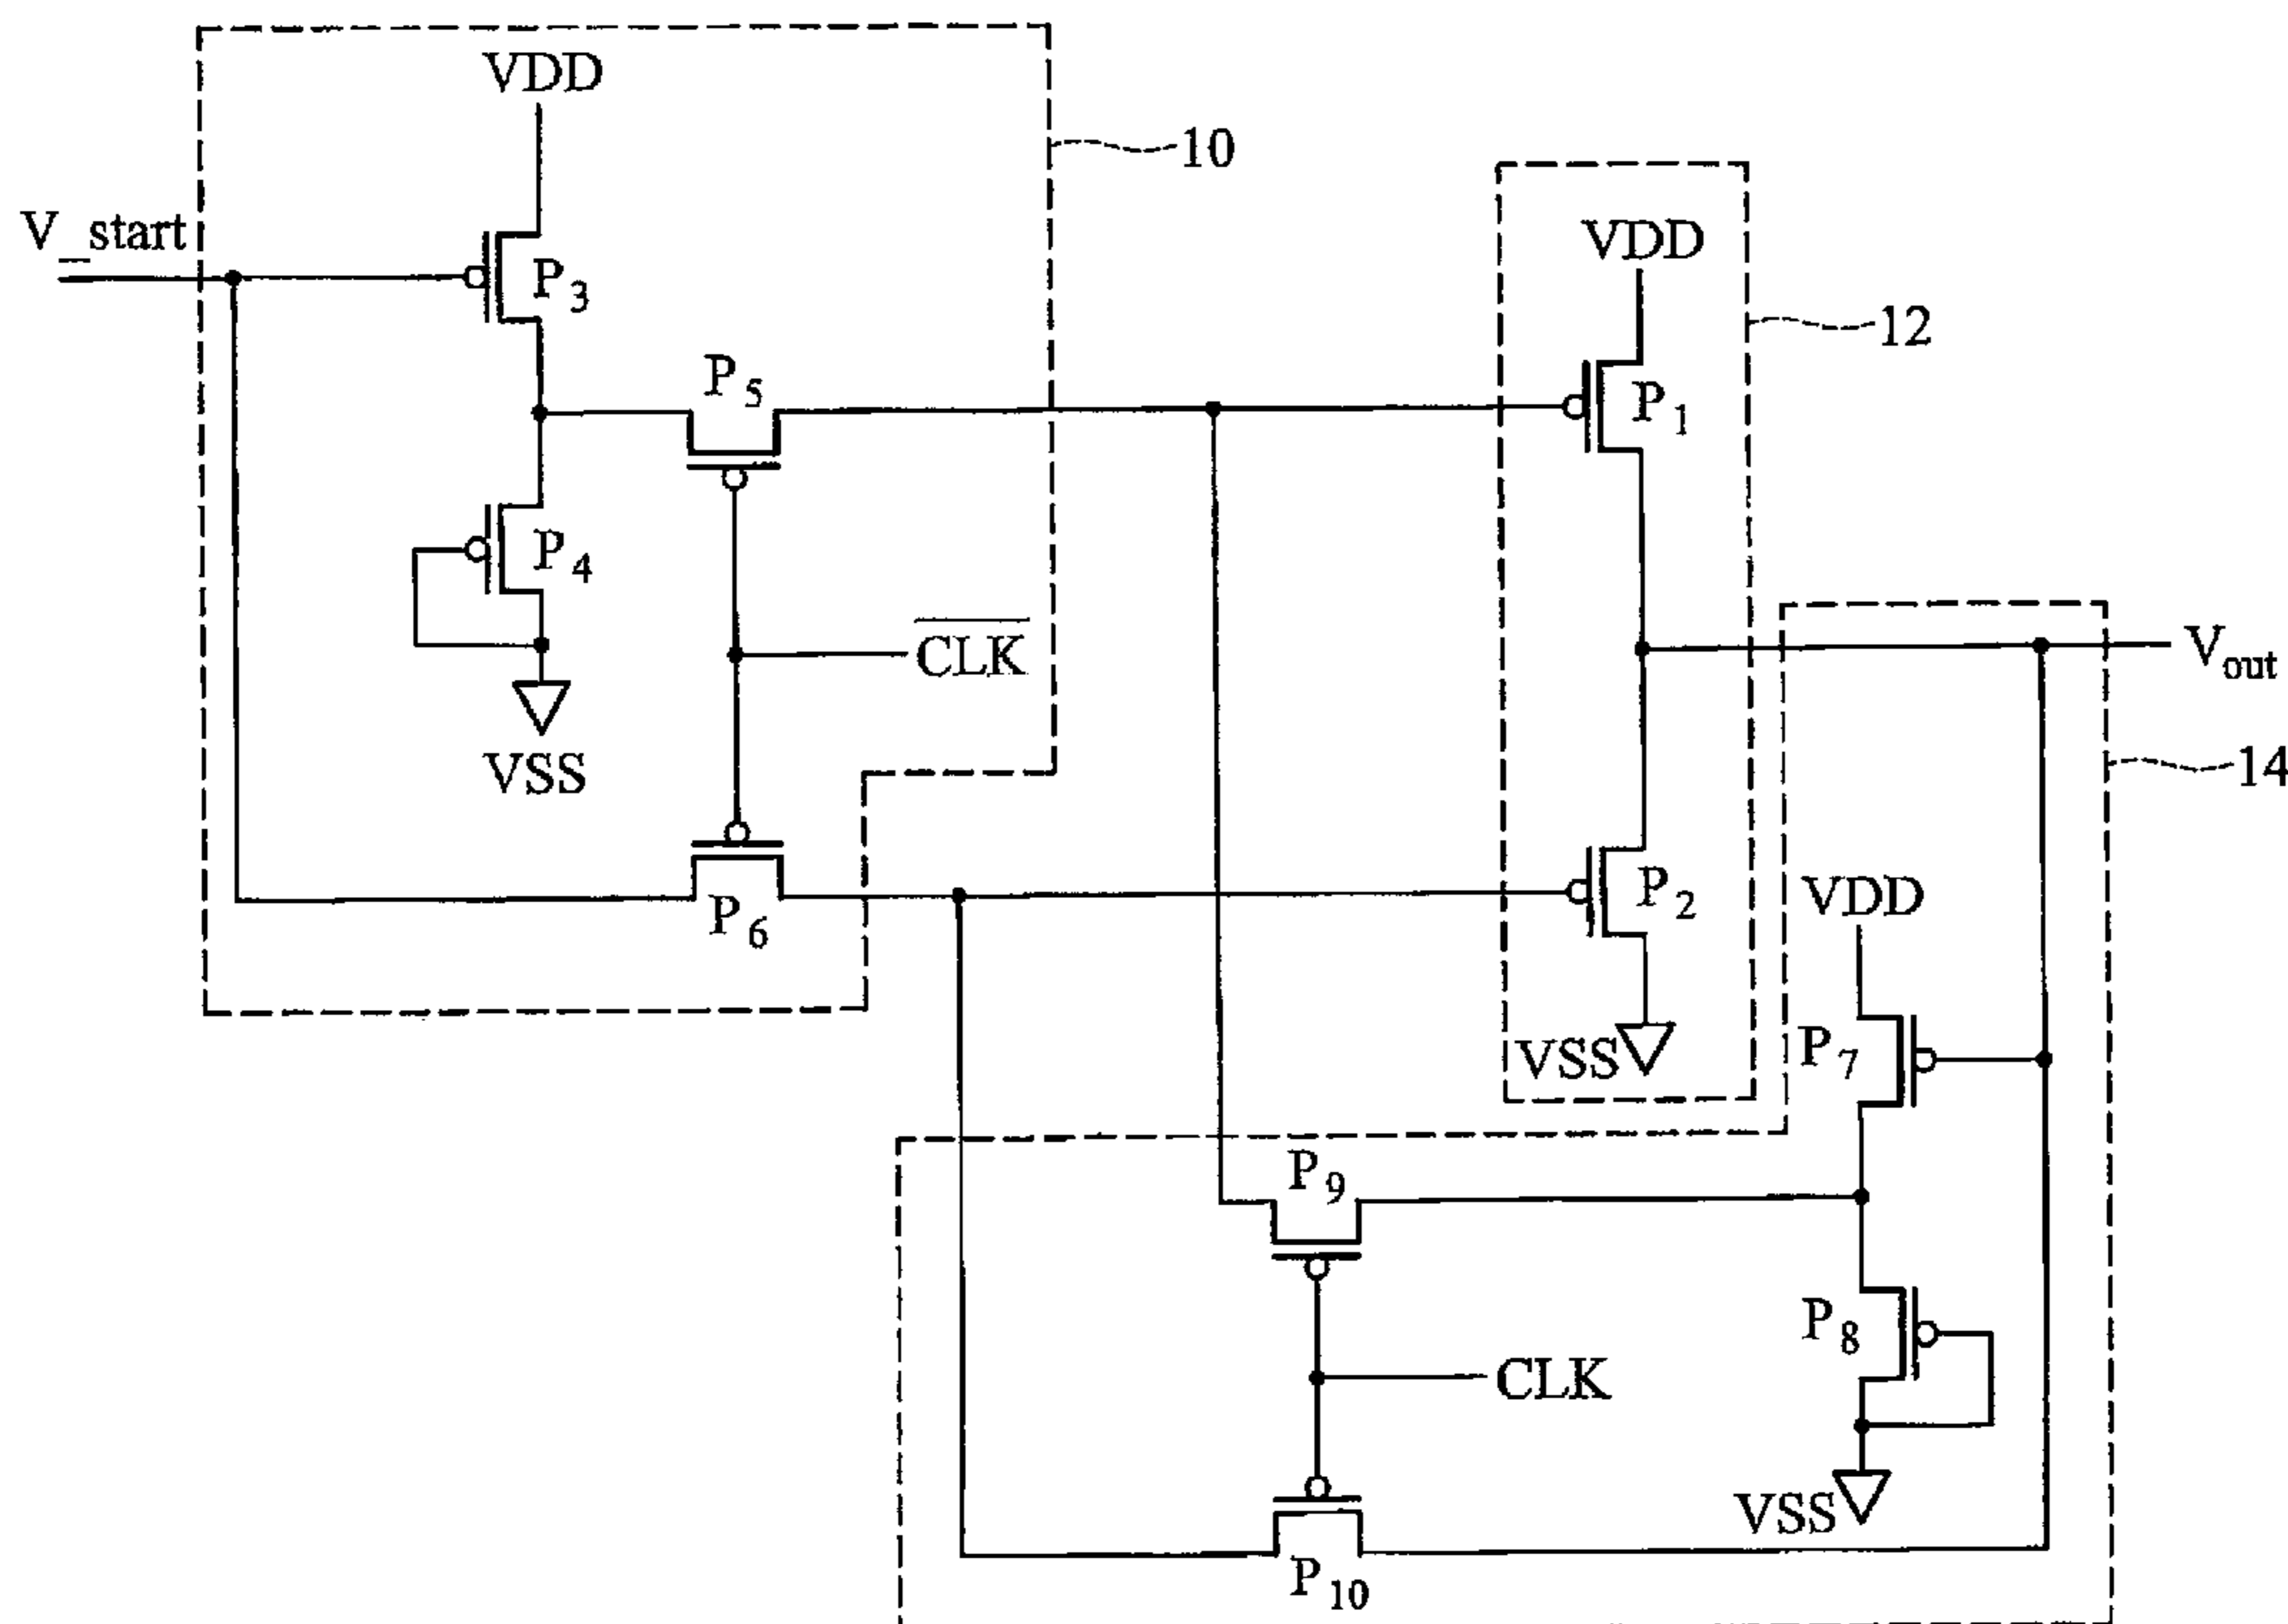 VDD
10
V_start
P3
VDD
12
P5
P1
P4
CLK
Vout
VSS
14
P6
P2
VDD
VSS
P7
P9
P8
CLK
VSS
P10